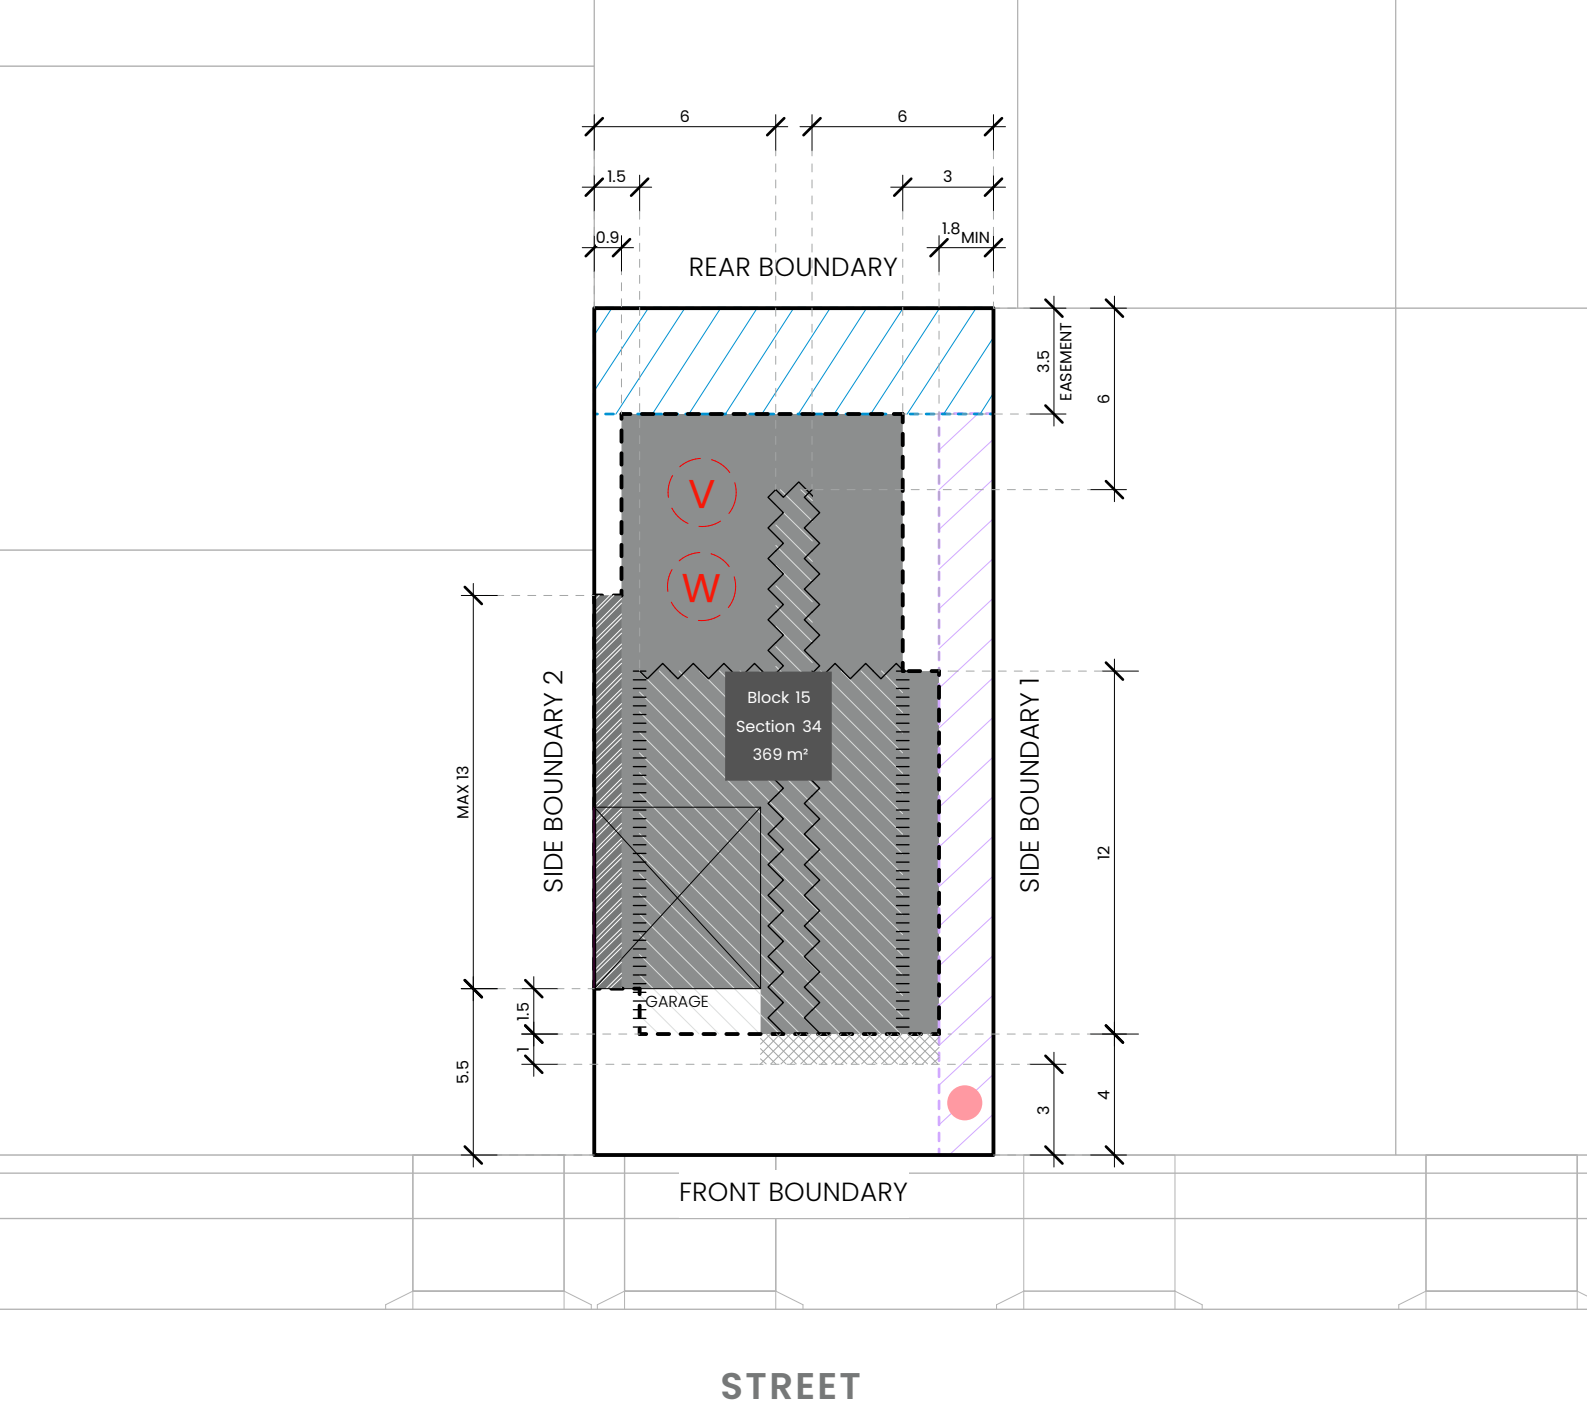 6
6
1.5
3
0.9
1.8 MIN
REAR BOUNDARY
3.5
EASEMENT
6
V
W
Block 15
Section 34
369 m²
MAX 13
SIDE BOUNDARY 2
SIDE BOUNDARY 1
12
GARAGE
1.5
1
5.5
3
4
FRONT BOUNDARY
STREET